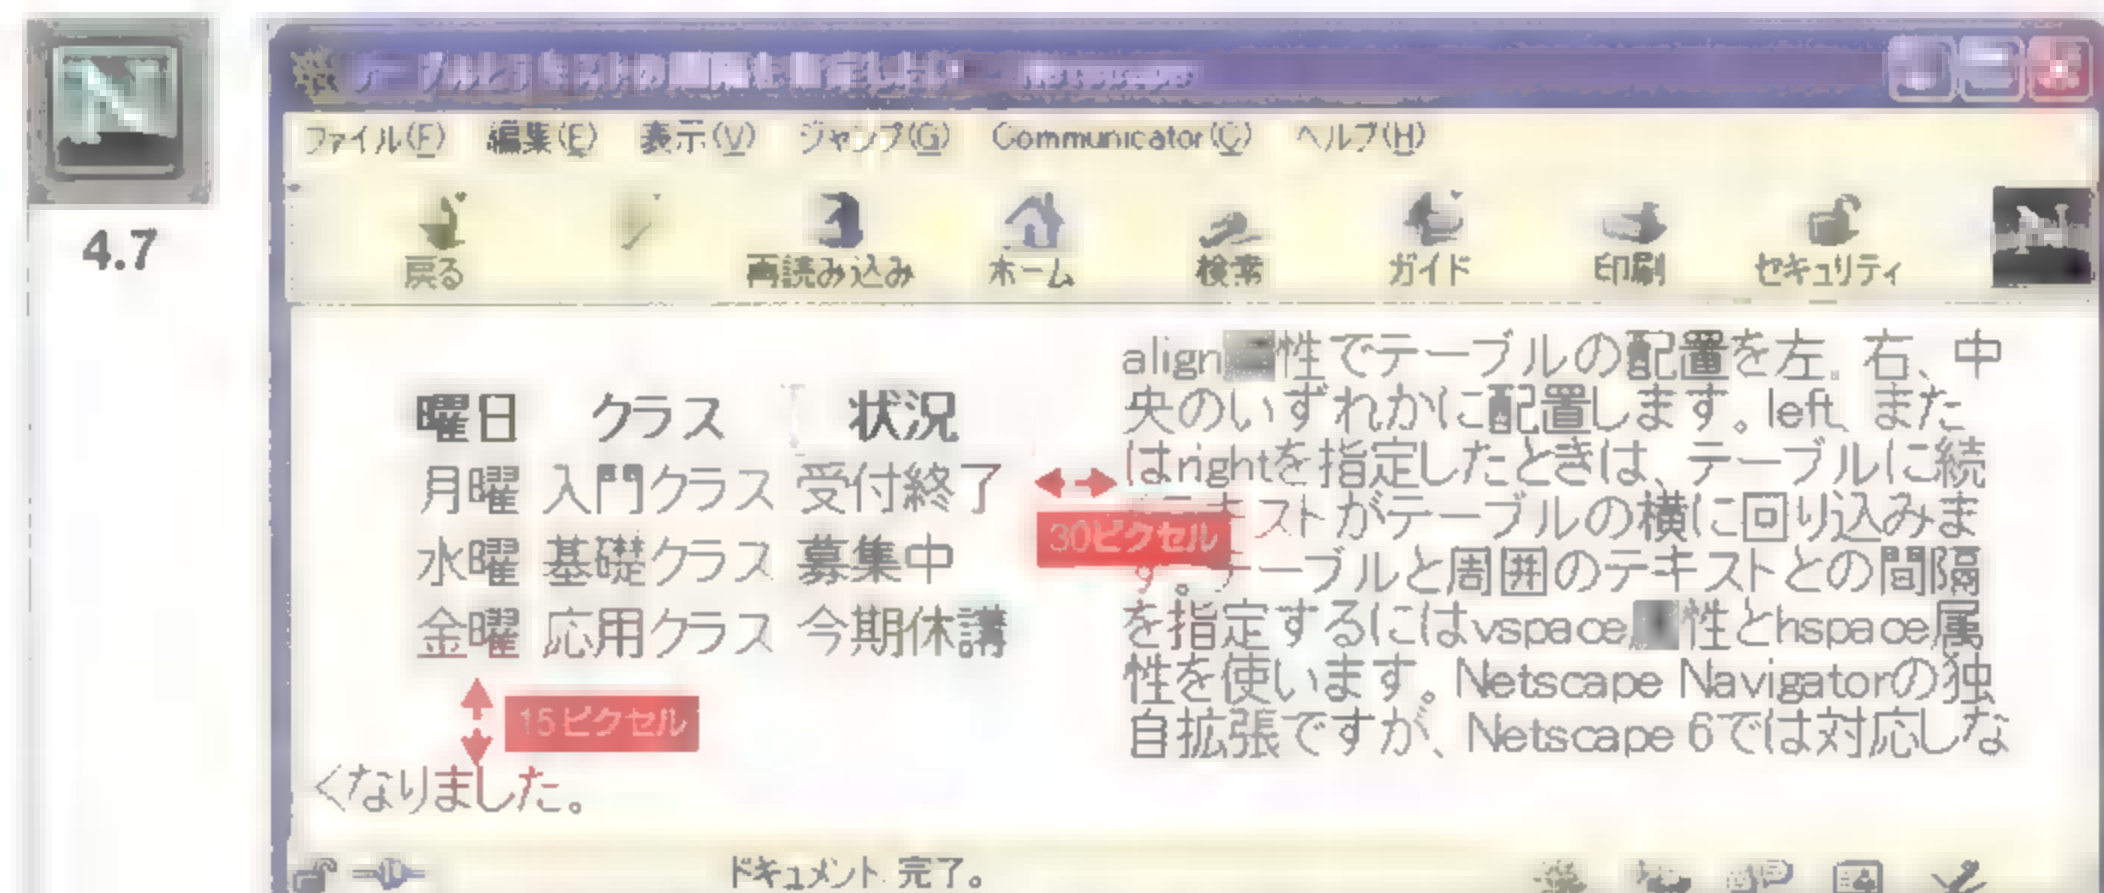 4.7
ファイル(F) 編集(E) 表示(V) ジャンプ(G) Communicator(C) ヘルプ(H)
戻る 再読み込み ホーム 検索 ガイド 印刷 セキュリティ
曜日 クラス 状況
月曜 入門クラス 受付終了
水曜 基礎クラス 募集中
金曜 応用クラス 今期休講
30ピクセル
15ピクセル
align属性でテーブルの配置を左、右、中
央のいずれかに配置します。left、また
はrightを指定したときは、テーブルに続
キストがテーブルの横に回り込みま
す。テーブルと周囲のテキストとの間隔
を指定するにはvspace属性とhspace属
性を使います。Netscape Navigatorの独
自拡張ですが、Netscape 6では対応しな
くなりました。
ドキュメント 完了。